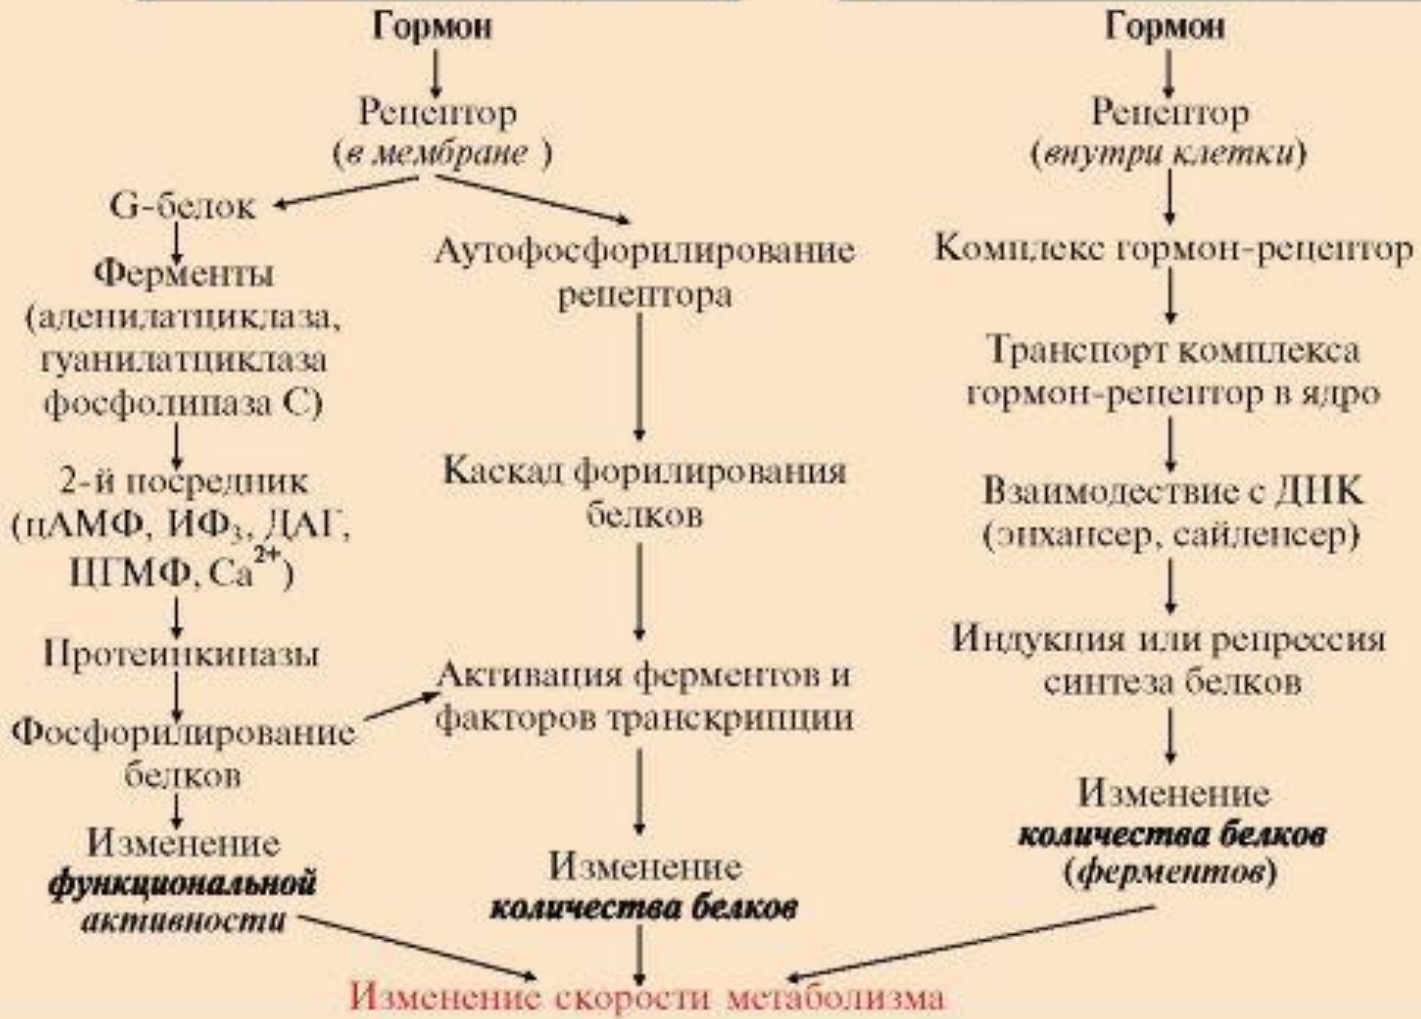 Гормон
Рецептор
(в мембране )
G-белок
Ферменты
(аденилатциклаза,
гуанилатциклаза
фосфолипаза С)
2-й посредник
(цАМФ, ИФ₃, ДАГ,
ЦГМФ, Ca²⁺)
Протеинкиназы
Фосфорилирование
белков
Изменение
функциональной
активности
Аутофосфорилирование
рецептора
Каскад форилирования
белков
Активация ферментов и
факторов транскрипции
Изменение
количества белков
Гормон
Рецептор
(внутри клетки)
Комплекс гормон-рецептор
Транспорт комплекса
гормон-рецептор в ядро
Взаимодествие с ДНК
(энхансер, сайленсер)
Индукция или репрессия
синтеза белков
Изменение
количества белков
(ферментов)
Изменение скорости метаболизма